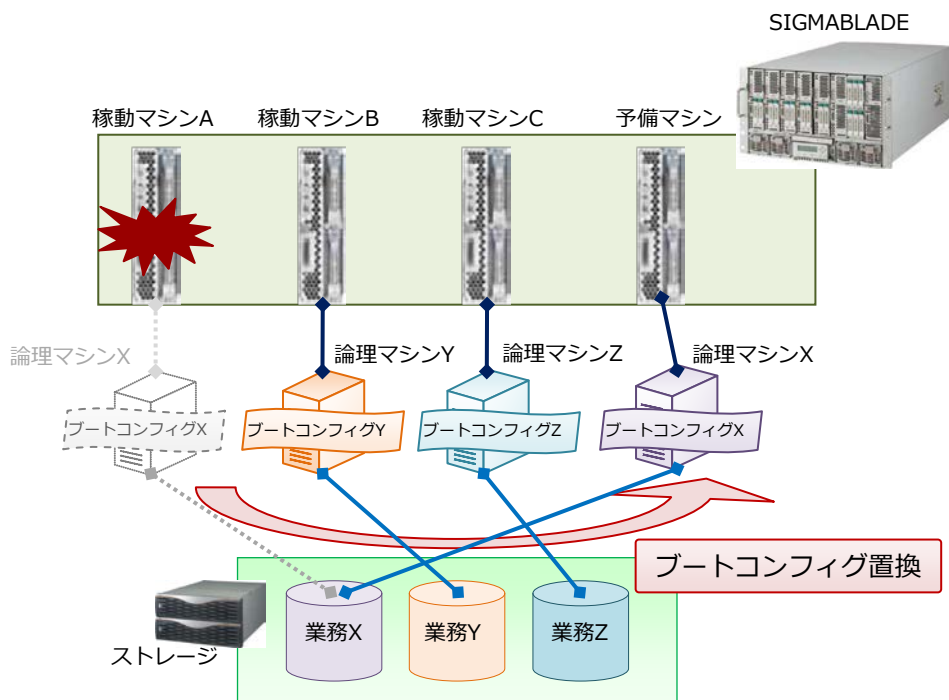 SIGMABLADE
稼動マシンA
稼動マシンB
稼動マシンC
予備マシン
論理マシンX
論理マシンY
論理マシンZ
論理マシンX
ブートコンフィグX
ブートコンフィグY
ブートコンフィグZ
ブートコンフィグX
ブートコンフィグ置換
業務X
業務Y
業務Z
ストレージ